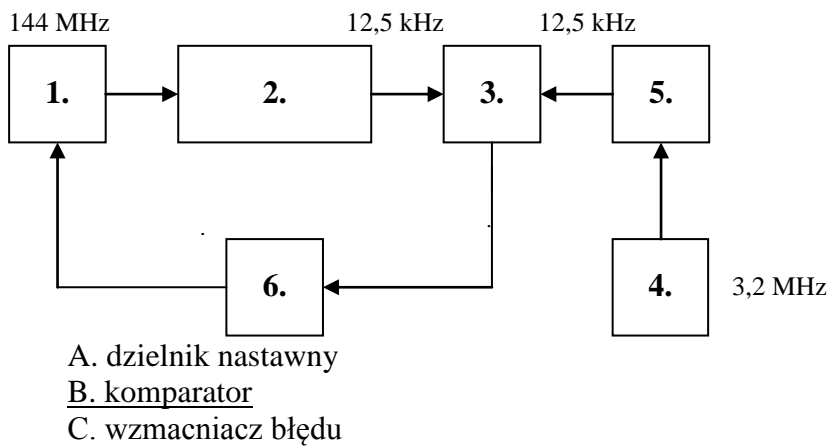 144 MHz 12,5 kHz 12,5 kHz
1. 2. 3. 5.
6. 4. 3,2 MHz
A. dzielnik nastawny
B. komparator
C. wzmacniacz błędu